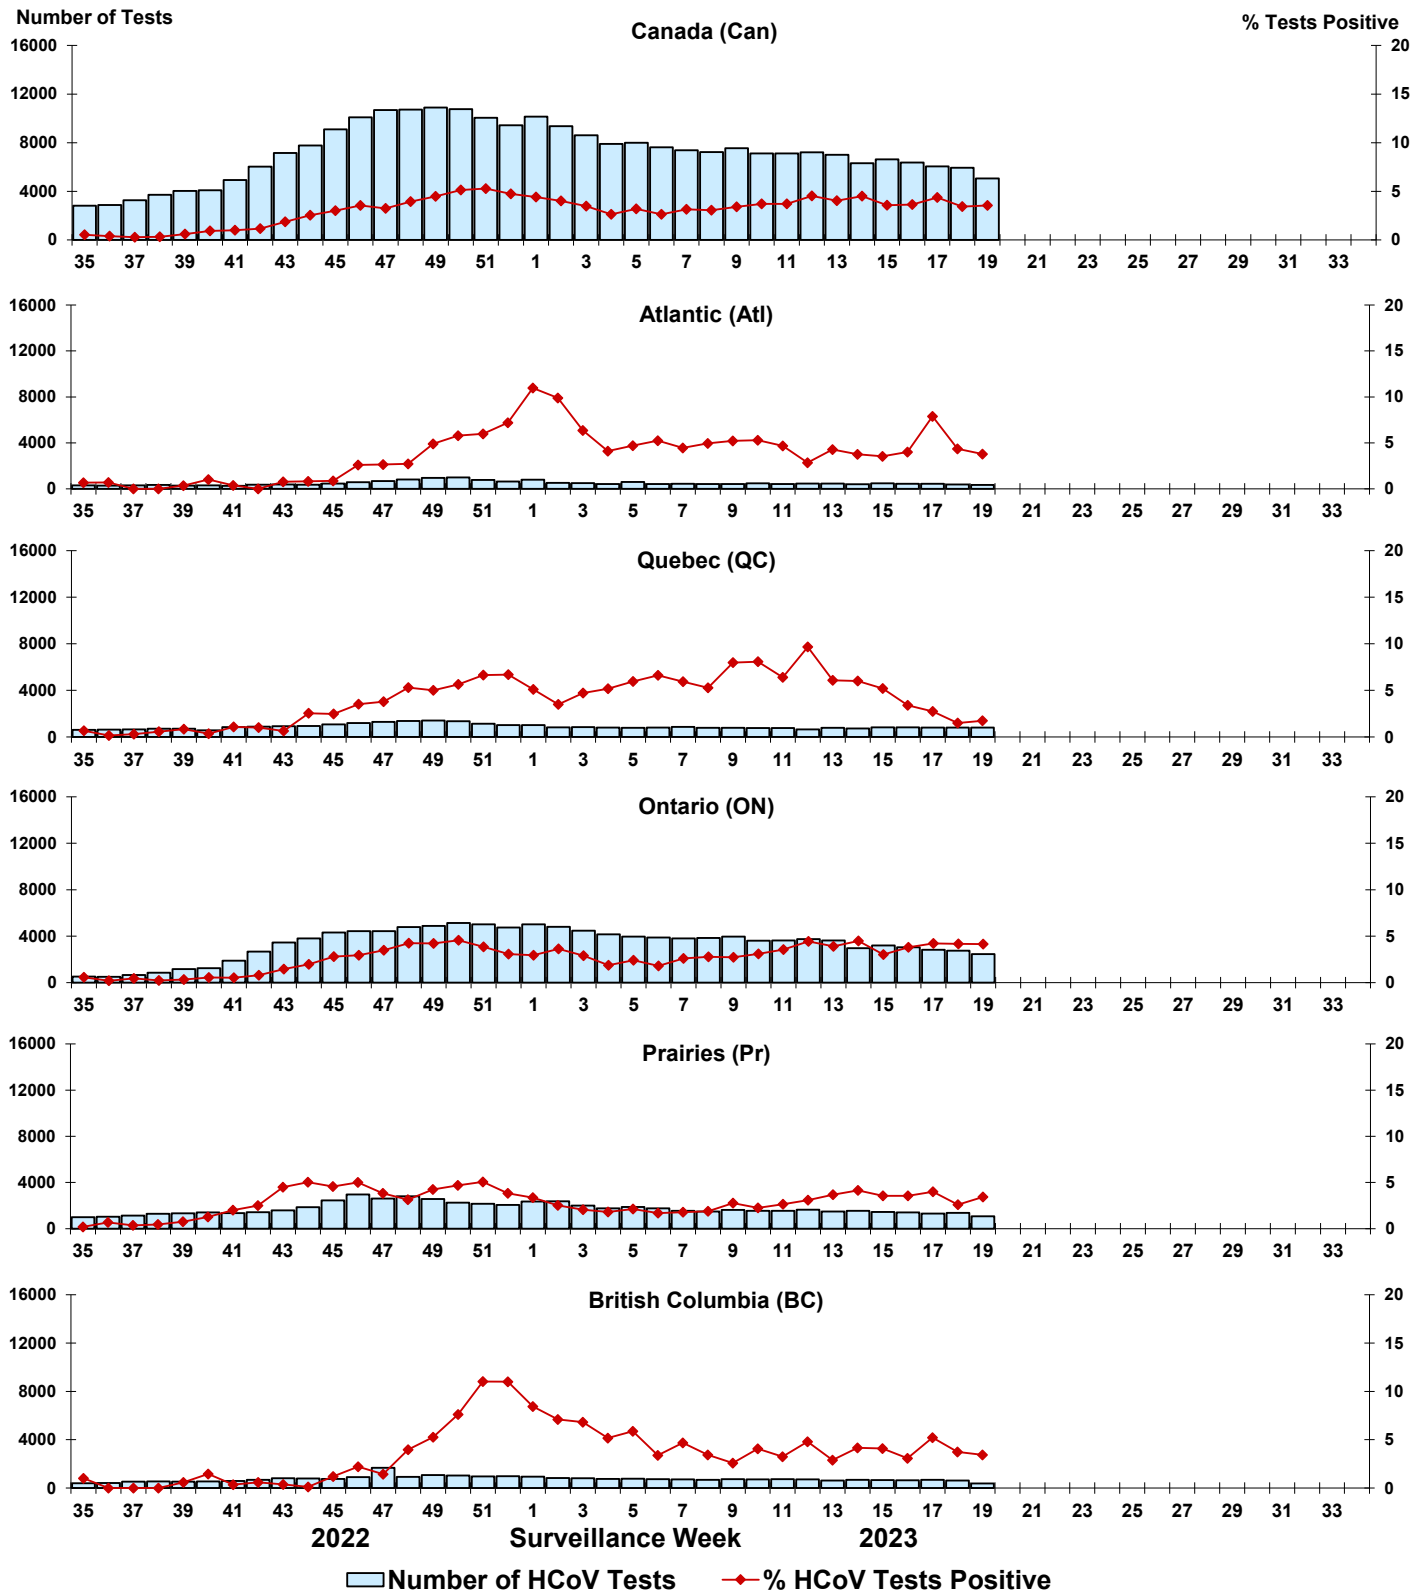 Number of Tests
Canada (Can)
% Tests Positive
16000 20
12000 15
8000 10
4000 5
0 0
35 37 39 41 43 45 47 49 51 1 3 5 7 9 11 13 15 17 19 21 23 25 27 29 31 33
Atlantic (Atl)
16000 20
12000 15
8000 10
4000 5
0 0
35 37 39 41 43 45 47 49 51 1 3 5 7 9 11 13 15 17 19 21 23 25 27 29 31 33
Quebec (QC)
16000 20
12000 15
8000 10
4000 5
0 0
35 37 39 41 43 45 47 49 51 1 3 5 7 9 11 13 15 17 19 21 23 25 27 29 31 33
Ontario (ON)
16000 20
12000 15
8000 10
4000 5
0 0
35 37 39 41 43 45 47 49 51 1 3 5 7 9 11 13 15 17 19 21 23 25 27 29 31 33
Prairies (Pr)
16000 20
12000 15
8000 10
4000 5
0 0
35 37 39 41 43 45 47 49 51 1 3 5 7 9 11 13 15 17 19 21 23 25 27 29 31 33
British Columbia (BC)
16000 20
12000 15
8000 10
4000 5
0 0
35 37 39 41 43 45 47 49 51 1 3 5 7 9 11 13 15 17 19 21 23 25 27 29 31 33
2022 Surveillance Week 2023
Number of HCoV Tests % HCoV Tests Positive